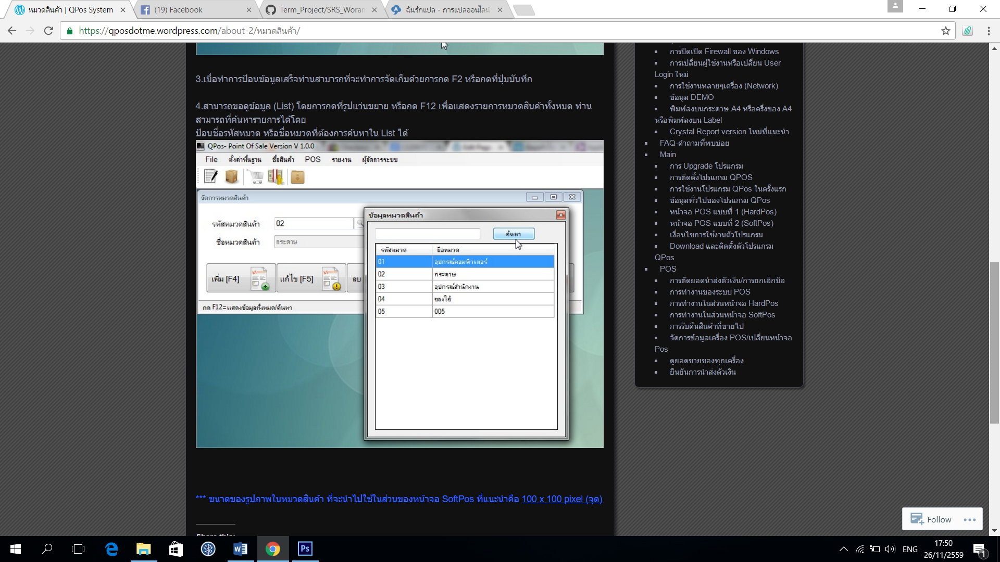 หมวดสินค้า | QPos System
(19) Facebook
Term_Project/SRS_Woram
ฉันรักแปล - การแปลออนไลน์
https://qposdotme.wordpress.com/about-2/หมวดสินค้า/
3.เมื่อทำการป้อนข้อมูลเสร็จท่านสามารถที่จะทำการจัดเก็บด้วยการกด F2 หรือกดที่ปุ่มบันทึก
4.สามารถขอดูข้อมูล (List) โดยการกดที่รูปแว่นขยาย หรือกด F12 เพื่อแสดงรายการหมวดสินค้าทั้งหมด ท่าน
สามารถที่ค้นหารายการได้โดย
ป้อนชื่อรหัสหมวด หรือชื่อหมวดที่ต้องการค้นหาใน List ได้
QPos- Point Of Sale Version V 1.0.0
File ตั้งค่าพื้นฐาน ชื่อสินค้า POS รายงาน ผู้จัดการระบบ
จัดการหมวดสินค้า
รหัสหมวดสินค้า 02
ชื่อหมวดสินค้า กระดาษ
เพิ่ม [F4] แก้ไข [F5] ลบ
กด F12=แสดงข้อมูลทั้งหมด/ค้นหา
ข้อมูลหมวดสินค้า
ค้นหา
รหัสหมวด ชื่อหมวด
01 อุปกรณ์คอมพิวเตอร์
02 กระดาษ
03 อุปกรณ์สำนักงาน
04 ของใช้
05 005
*** ขนาดของรูปภาพในหมวดสินค้า ที่จะนำไปใช้ในส่วนของหน้าจอ SoftPos ที่แนะนำคือ 100 x 100 pixel (จุด)
Share this:
การปิดเปิด Firewall ของ Windows
การเปลี่ยนผู้ใช้งานหรือเปลี่ยน User
Login ใหม่
การใช้งานหลายๆเครื่อง (Network)
ข้อมูล DEMO
พิมพ์ลงบนกระดาษ A4 หรือครึ่งของ A4
หรือพิมพ์ลงบน Label
Crystal Report version ใหม่ที่แนะนำ
FAQ-คำถามที่พบบ่อย
Main
การ Upgrade โปรแกรม
การติดตั้งโปรแกรม QPOS
การใช้งานโปรแกรม QPos ในครั้งแรก
ข้อมูลทั่วไปของโปรแกรม QPos
หน้าจอ POS แบบที่ 1 (HardPos)
หน้าจอ POS แบบที่ 2 (SoftPos)
เงื่อนไขการใช้งานตัวโปรแกรม
Download และติดตั้งตัวโปรแกรม
QPos
POS
การตัดยอดนำส่งตัวเงิน/การยกเลิกบิล
การทำงานของระบบ POS
การทำงานในส่วนหน้าจอ HardPos
การทำงานในส่วนหน้าจอ SoftPos
การรับคืนสินค้าที่ขายไป
จัดการข้อมูลเครื่อง POS/เปลี่ยนหน้าจอ
Pos
ดูยอดขายของทุกเครื่อง
ยืนยันการนำส่งตัวเงิน
Follow
Ps
ENG
17:50
26/11/2559
1